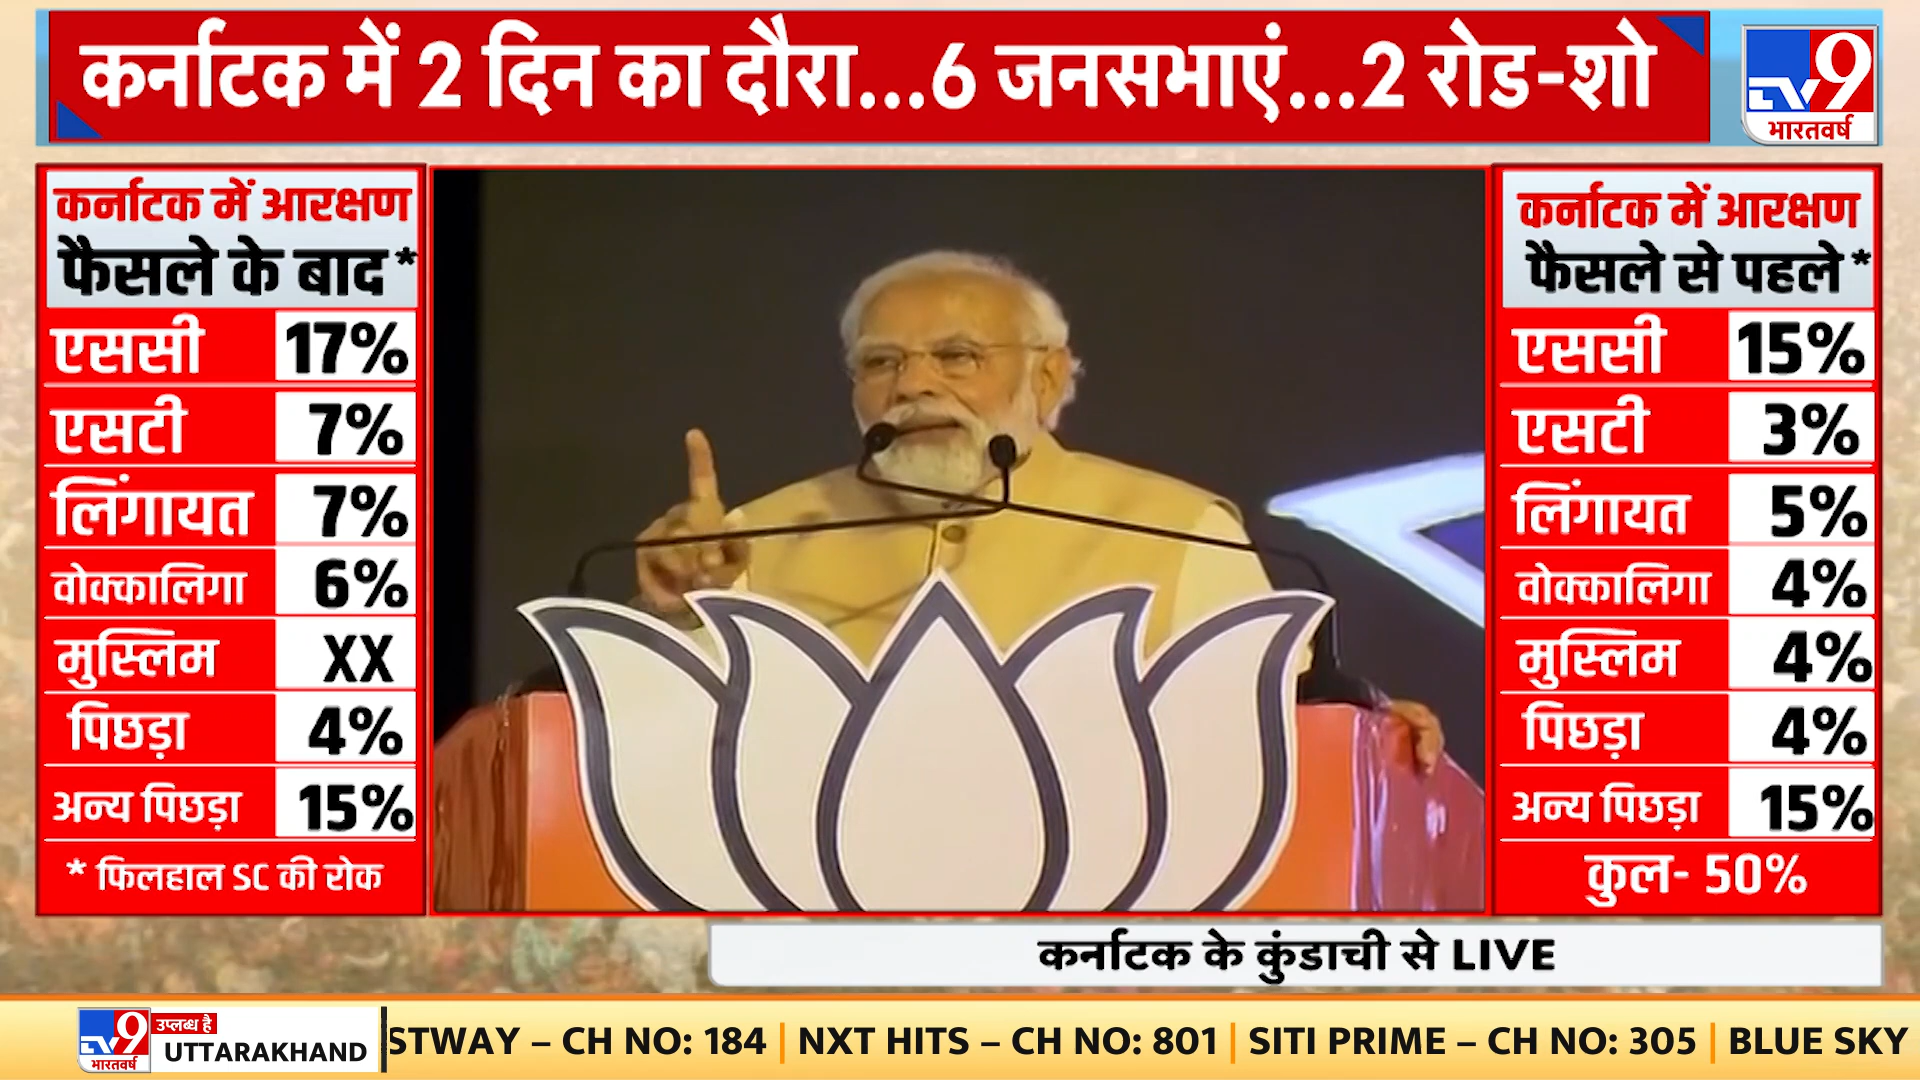 कर्नाटक में 2 दिन का दौरा...6 जनसभाएं...2 रोड-शो
TV9
भारतवर्ष
कर्नाटक में आरक्षण
फैसले के बाद*
एससी 17%
एसटी 7%
लिंगायत 7%
वोक्कालिगा 6%
मुस्लिम XX
पिछड़ा 4%
अन्य पिछड़ा 15%
* फिलहाल SC की रोक
कर्नाटक में आरक्षण
फैसले से पहले*
एससी 15%
एसटी 3%
लिंगायत 5%
वोक्कालिगा 4%
मुस्लिम 4%
पिछड़ा 4%
अन्य पिछड़ा 15%
कुल- 50%
कर्नाटक के कुंडाची से LIVE
TV9
भारतवर्ष
उप्लब्ध है
UTTARAKHAND
STWAY – CH NO: 184 | NXT HITS – CH NO: 801 | SITI PRIME – CH NO: 305 | BLUE SKY